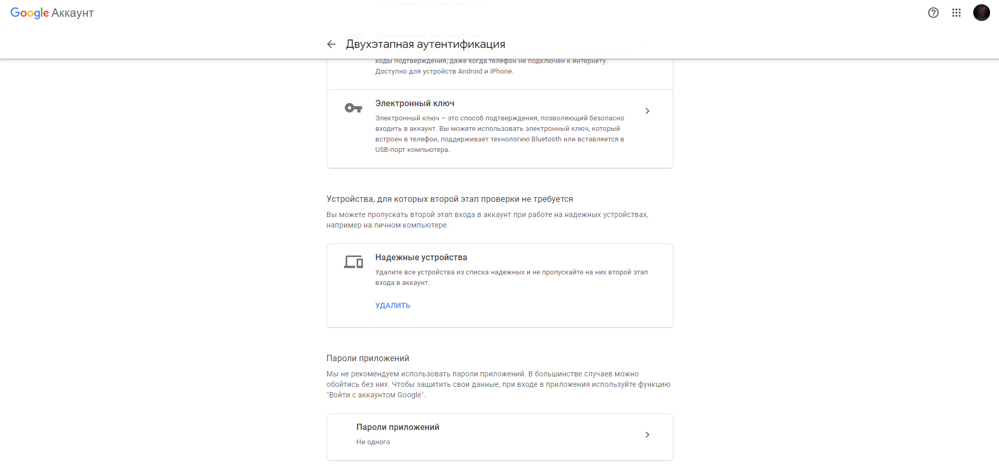 поддерживающем уведомления.
Google Аккаунт
Приложение Authenticator
Двухэтапная аутентификация
коды подтверждения, даже когда телефон не подключен к интернету.
Доступно для устройств Android и iPhone.
Электронный ключ
Электронный ключ – это способ подтверждения, позволяющий безопасно
входить в аккаунт. Вы можете использовать электронный ключ, который
встроен в телефон, поддерживает технологию Bluetooth или вставляется в
USB-порт компьютера.
Устройства, для которых второй этап проверки не требуется
Вы можете пропускать второй этап входа в аккаунт при работе на надежных устройствах,
например на личном компьютере.
Надежные устройства
Удалите все устройства из списка надежных и не пропускайте на них второй этап
входа в аккаунт.
УДАЛИТЬ
Пароли приложений
Мы не рекомендуем использовать пароли приложений. В большинстве случаев можно
обойтись без них. Чтобы защитить свои данные, при входе в приложения используйте функцию
"Войти с аккаунтом Google".
Пароли приложений
Ни одного